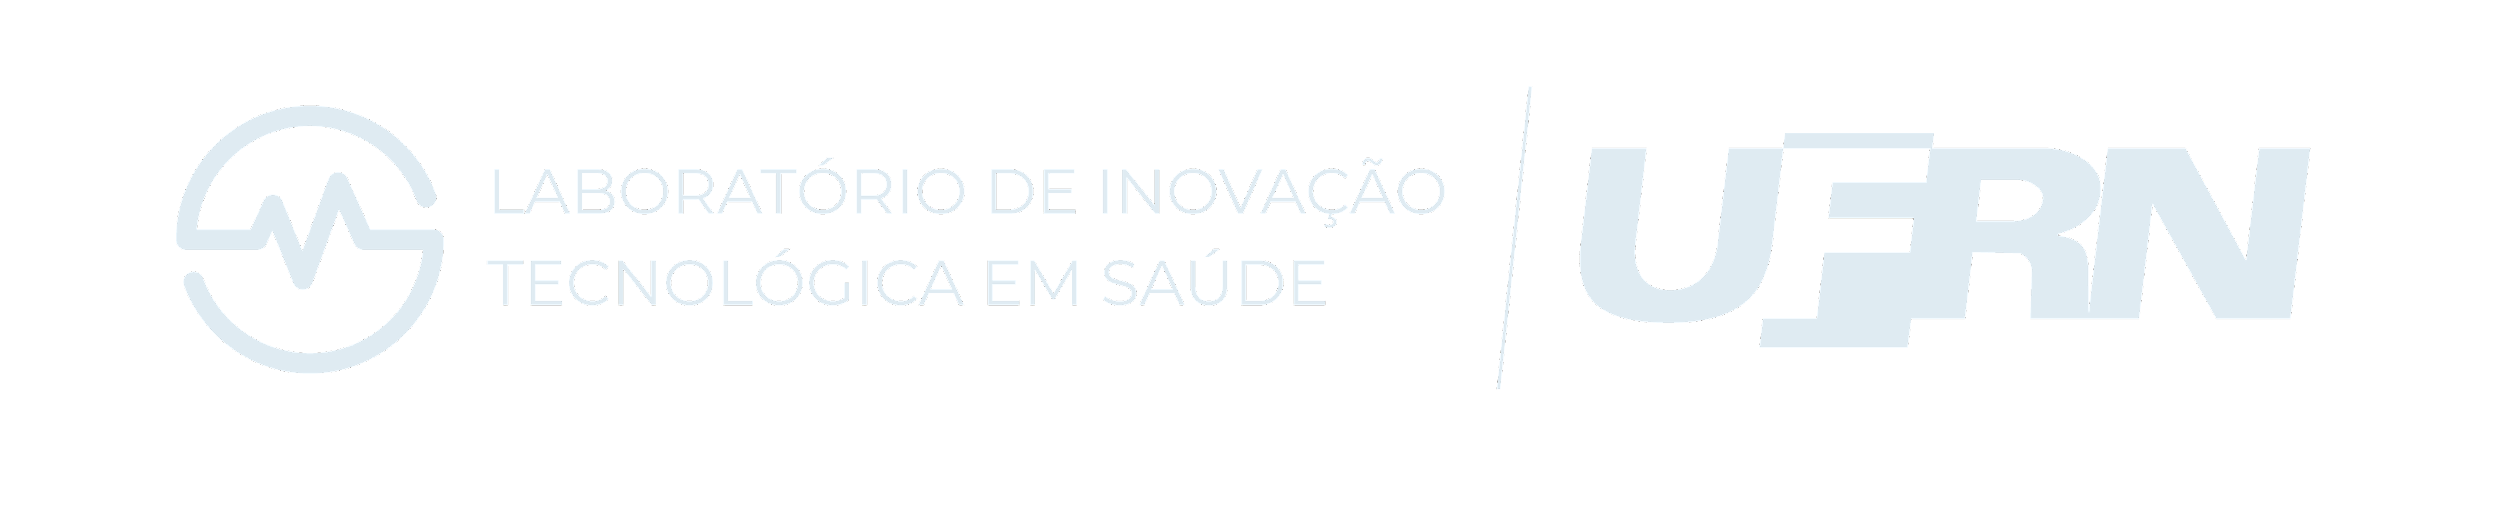 LABORATÓRIO DE INOVAÇÃO
TECNOLÓGICA EM SAÚDE
UFRN